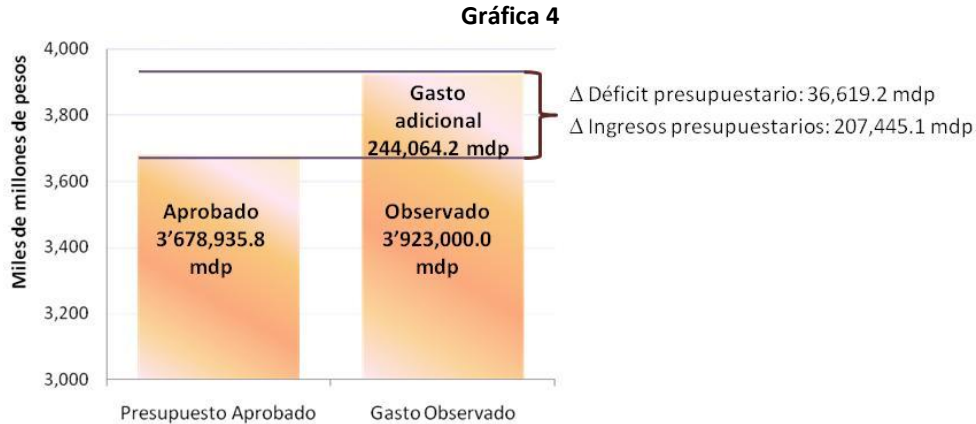 Gráfica 4
Miles de millones de pesos
4,000
3,800
3,600
3,400
3,200
3,000
Gasto
adicional
244,064.2 mdp
Δ Déficit presupuestario: 36,619.2 mdp
Δ Ingresos presupuestarios: 207,445.1 mdp
Aprobado
3’678,935.8
mdp
Observado
3’923,000.0
mdp
Presupuesto Aprobado
Gasto Observado